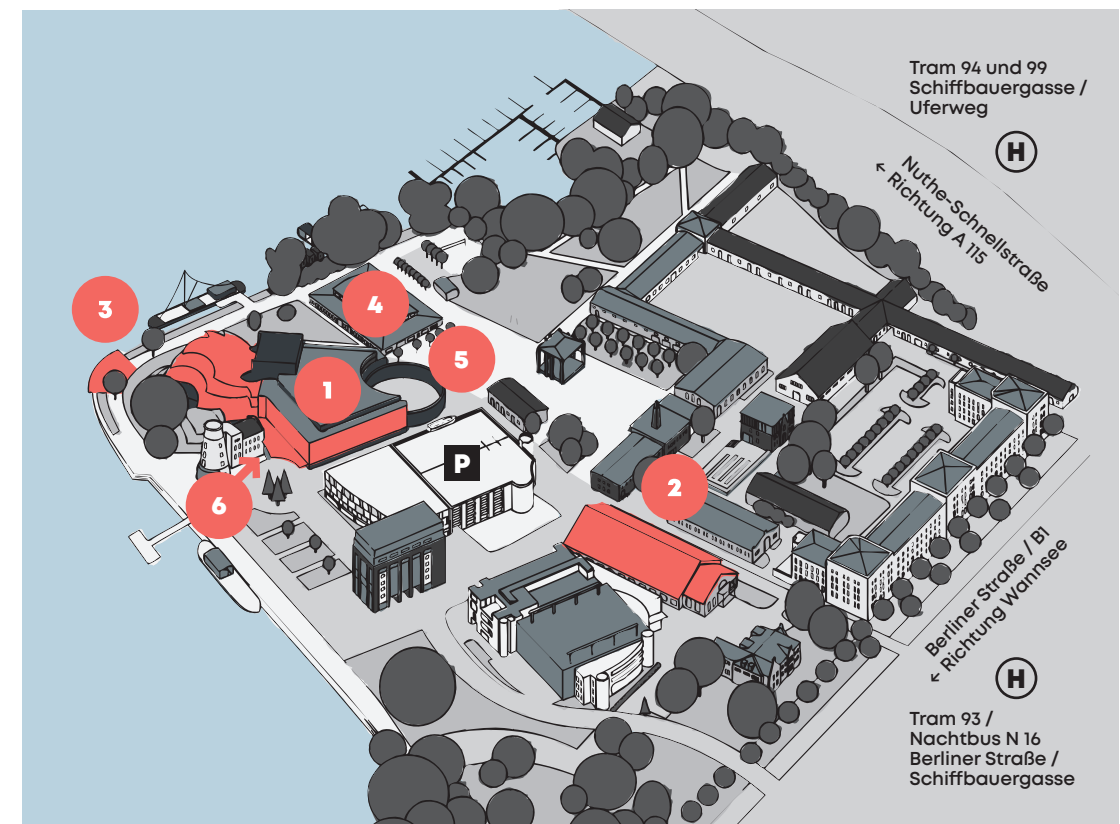 Tram 94 und 99
Schiffbauergasse /
Uferweg
H
Nuthe-Schnellstraße
← Richtung A 115
3
4
5
1
P
2
6
Berliner Straße / B1
← Richtung Wannsee
H
Tram 93 /
Nachtbus N 16
Berliner Straße /
Schiffbauergasse